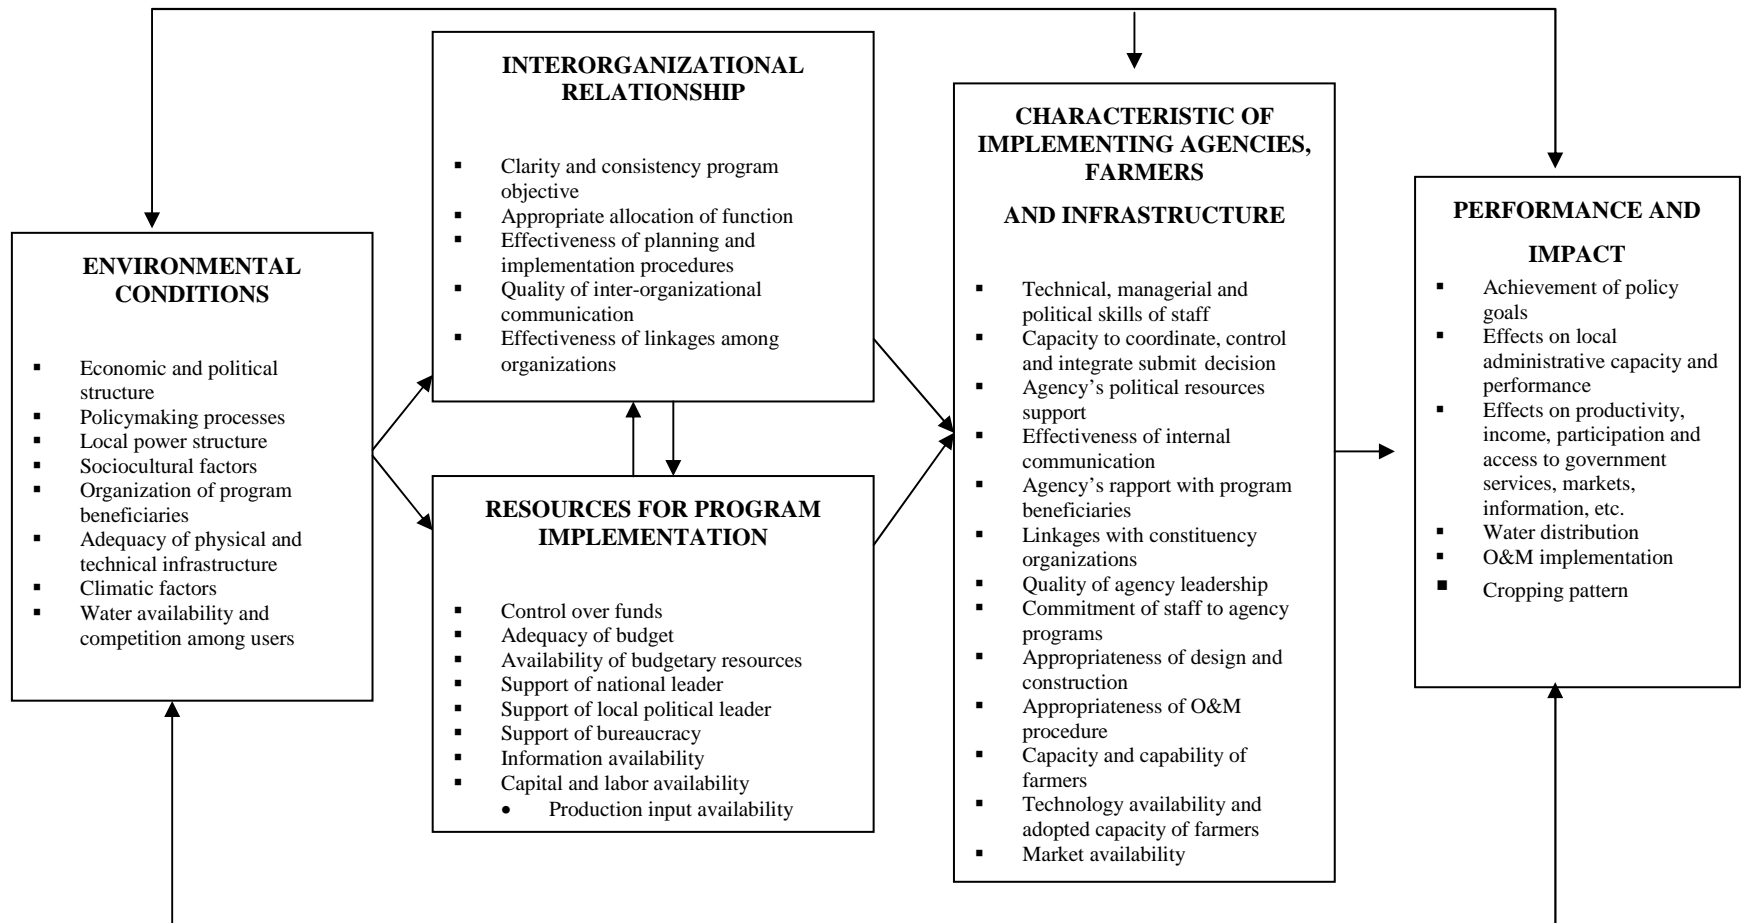 ENVIRONMENTAL
CONDITIONS
▪ Economic and political
structure
▪ Policymaking processes
▪ Local power structure
▪ Sociocultural factors
▪ Organization of program
beneficiaries
▪ Adequacy of physical and
technical infrastructure
▪ Climatic factors
▪ Water availability and
competition among users
INTERORGANIZATIONAL
RELATIONSHIP
▪ Clarity and consistency program
objective
▪ Appropriate allocation of function
▪ Effectiveness of planning and
implementation procedures
▪ Quality of inter-organizational
communication
▪ Effectiveness of linkages among
organizations
RESOURCES FOR PROGRAM
IMPLEMENTATION
▪ Control over funds
▪ Adequacy of budget
▪ Availability of budgetary resources
▪ Support of national leader
▪ Support of local political leader
▪ Support of bureaucracy
▪ Information availability
▪ Capital and labor availability
• Production input availability
CHARACTERISTIC OF
IMPLEMENTING AGENCIES,
FARMERS
AND INFRASTRUCTURE
▪ Technical, managerial and
political skills of staff
▪ Capacity to coordinate, control
and integrate submit decision
▪ Agency's political resources
support
▪ Effectiveness of internal
communication
▪ Agency's rapport with program
beneficiaries
▪ Linkages with constituency
organizations
▪ Quality of agency leadership
▪ Commitment of staff to agency
programs
▪ Appropriateness of design and
construction
▪ Appropriateness of O&M
procedure
▪ Capacity and capability of
farmers
▪ Technology availability and
adopted capacity of farmers
▪ Market availability
PERFORMANCE AND
IMPACT
▪ Achievement of policy
goals
▪ Effects on local
administrative capacity and
performance
▪ Effects on productivity,
income, participation and
access to government
services, markets,
information, etc.
▪ Water distribution
▪ O&M implementation
▪ Cropping pattern